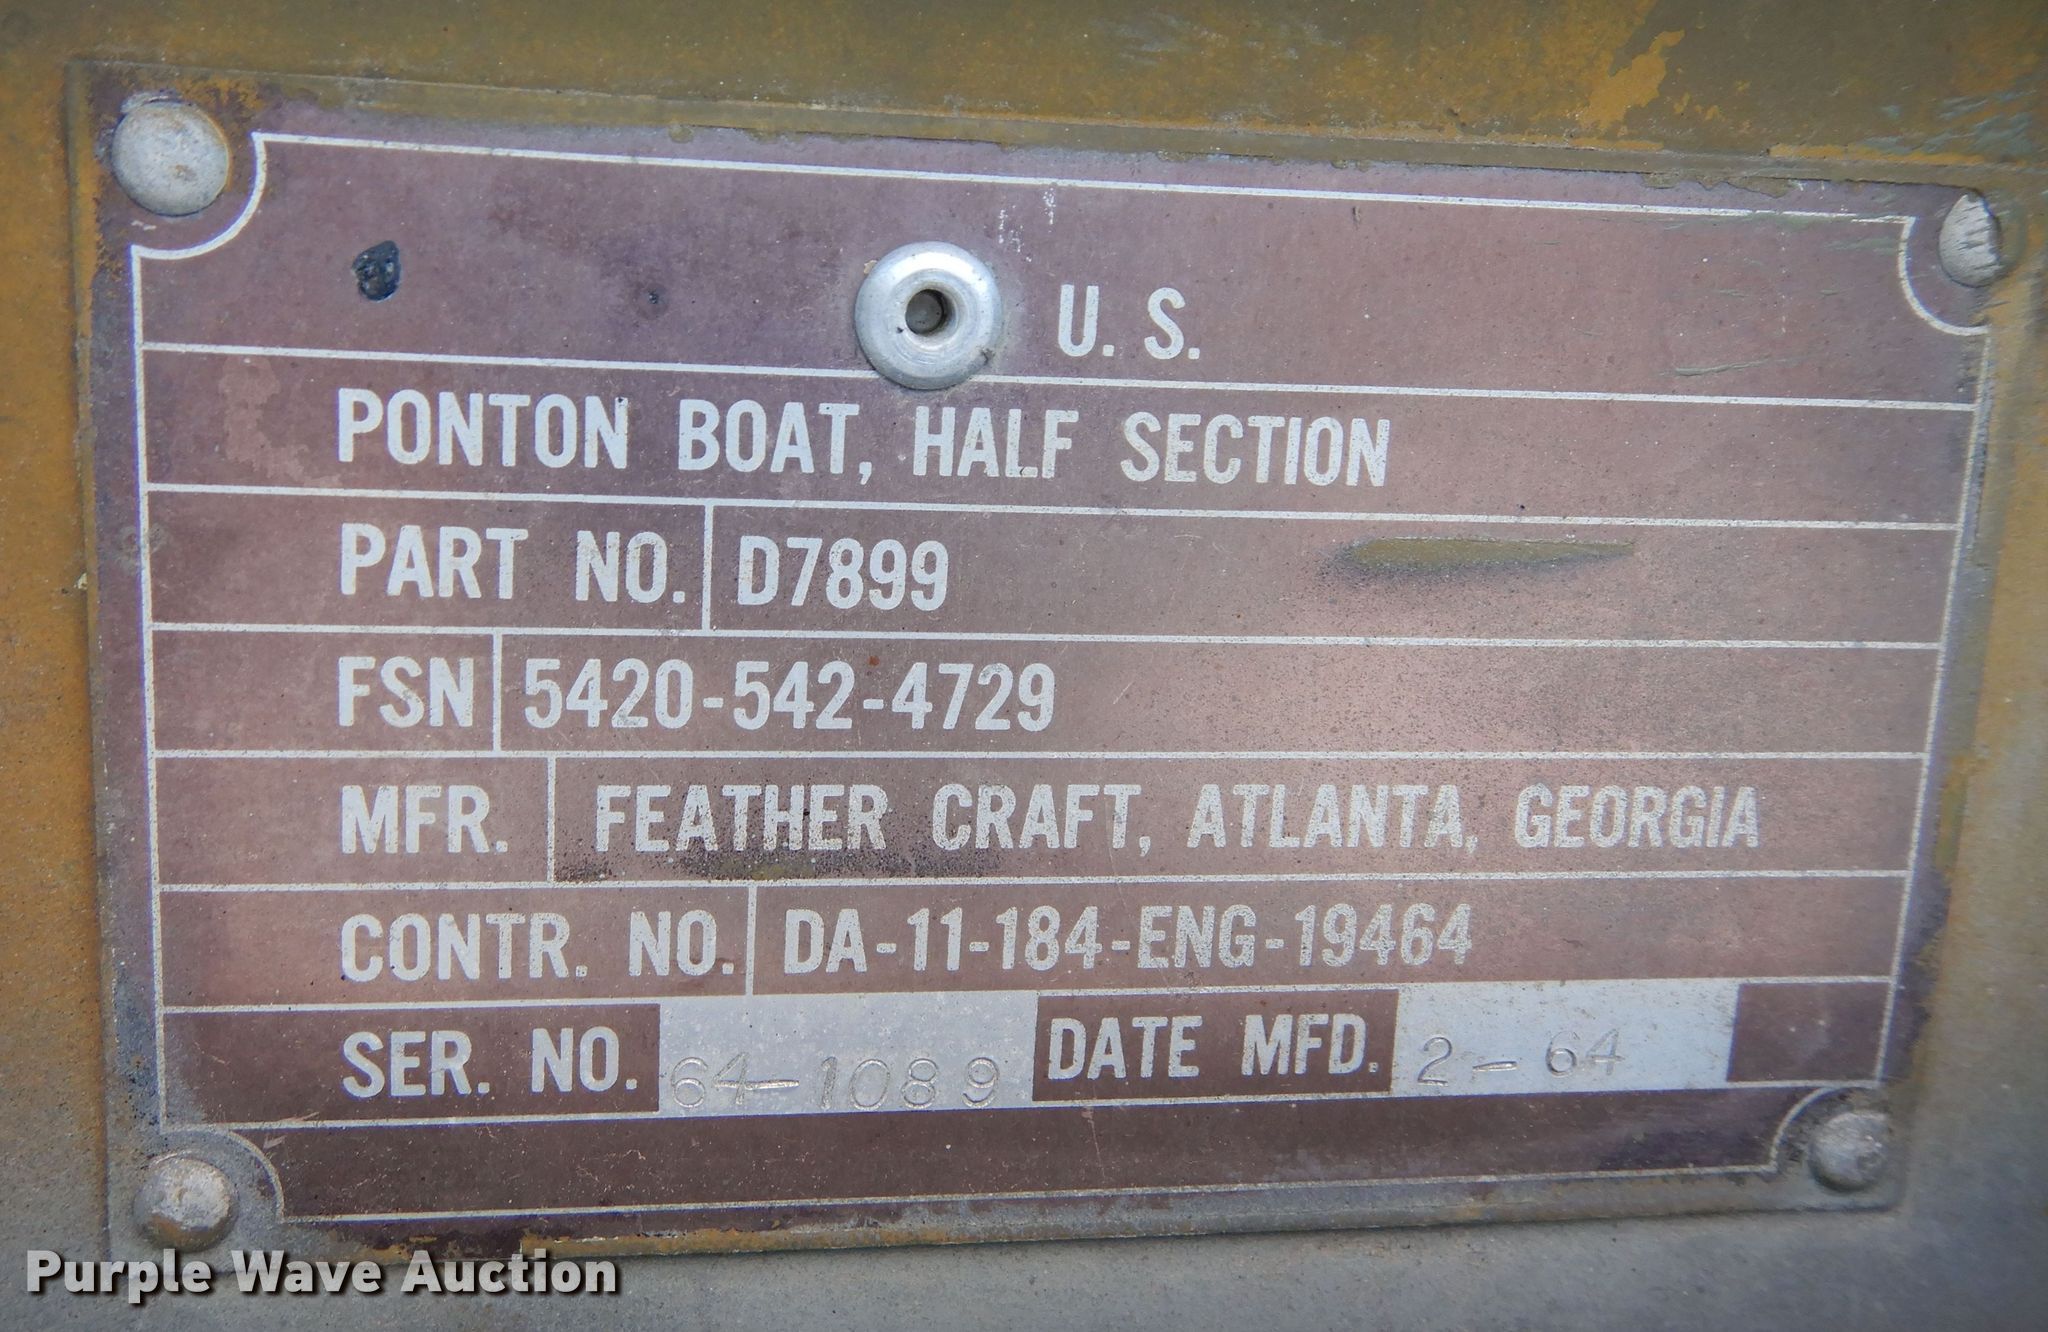 U. S.
PONTON BOAT, HALF SECTION
PART NO. D7899
FSN 5420-542-4729
MFR. FEATHER CRAFT, ATLANTA, GEORGIA
CONTR. NO. DA-11-184-ENG-19464
SER. NO. 64-1089 DATE MFD. 2-64
Purple Wave Auction